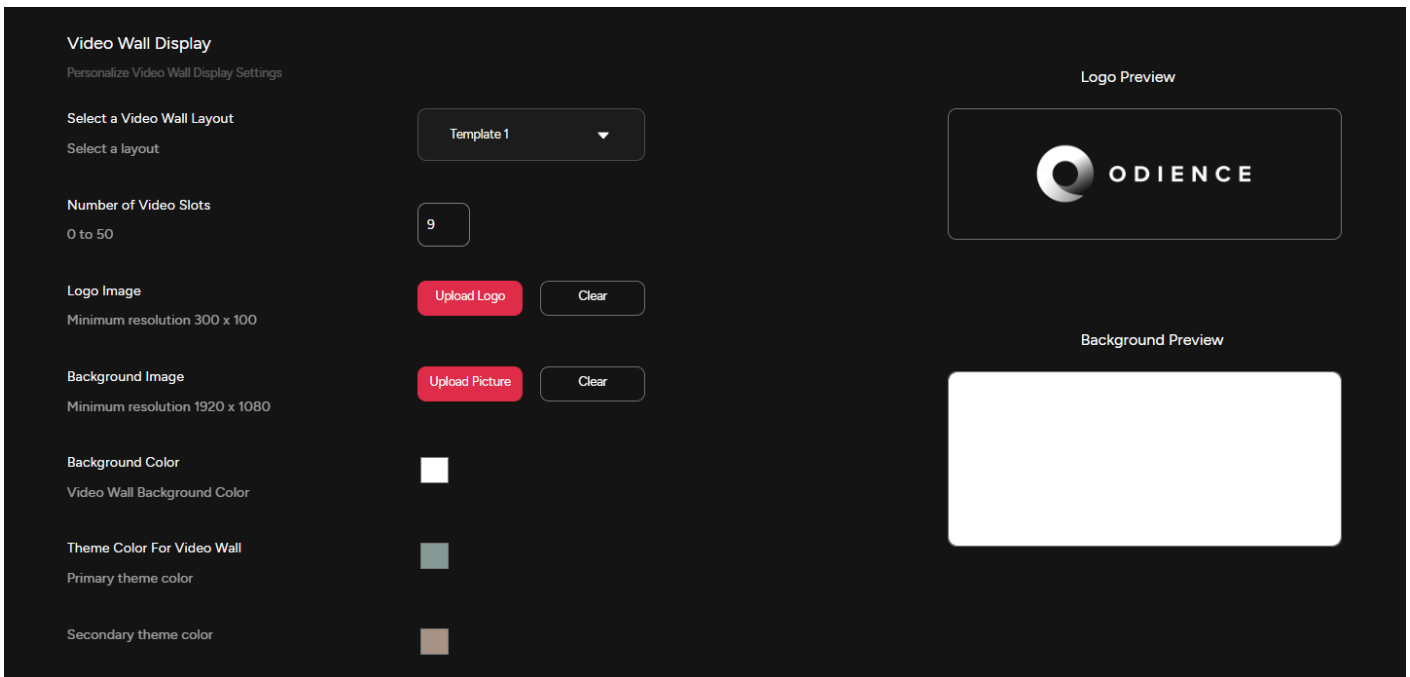 Video Wall Display
Personalize Video Wall Display Settings
Logo Preview
Select a Video Wall Layout
Select a layout
Template 1
ODIENCE
Number of Video Slots
0 to 50
9
Logo Image
Minimum resolution 300 x 100
Upload Logo
Clear
Background Preview
Background Image
Minimum resolution 1920 x 1080
Upload Picture
Clear
Background Color
Video Wall Background Color
Theme Color For Video Wall
Primary theme color
Secondary theme color